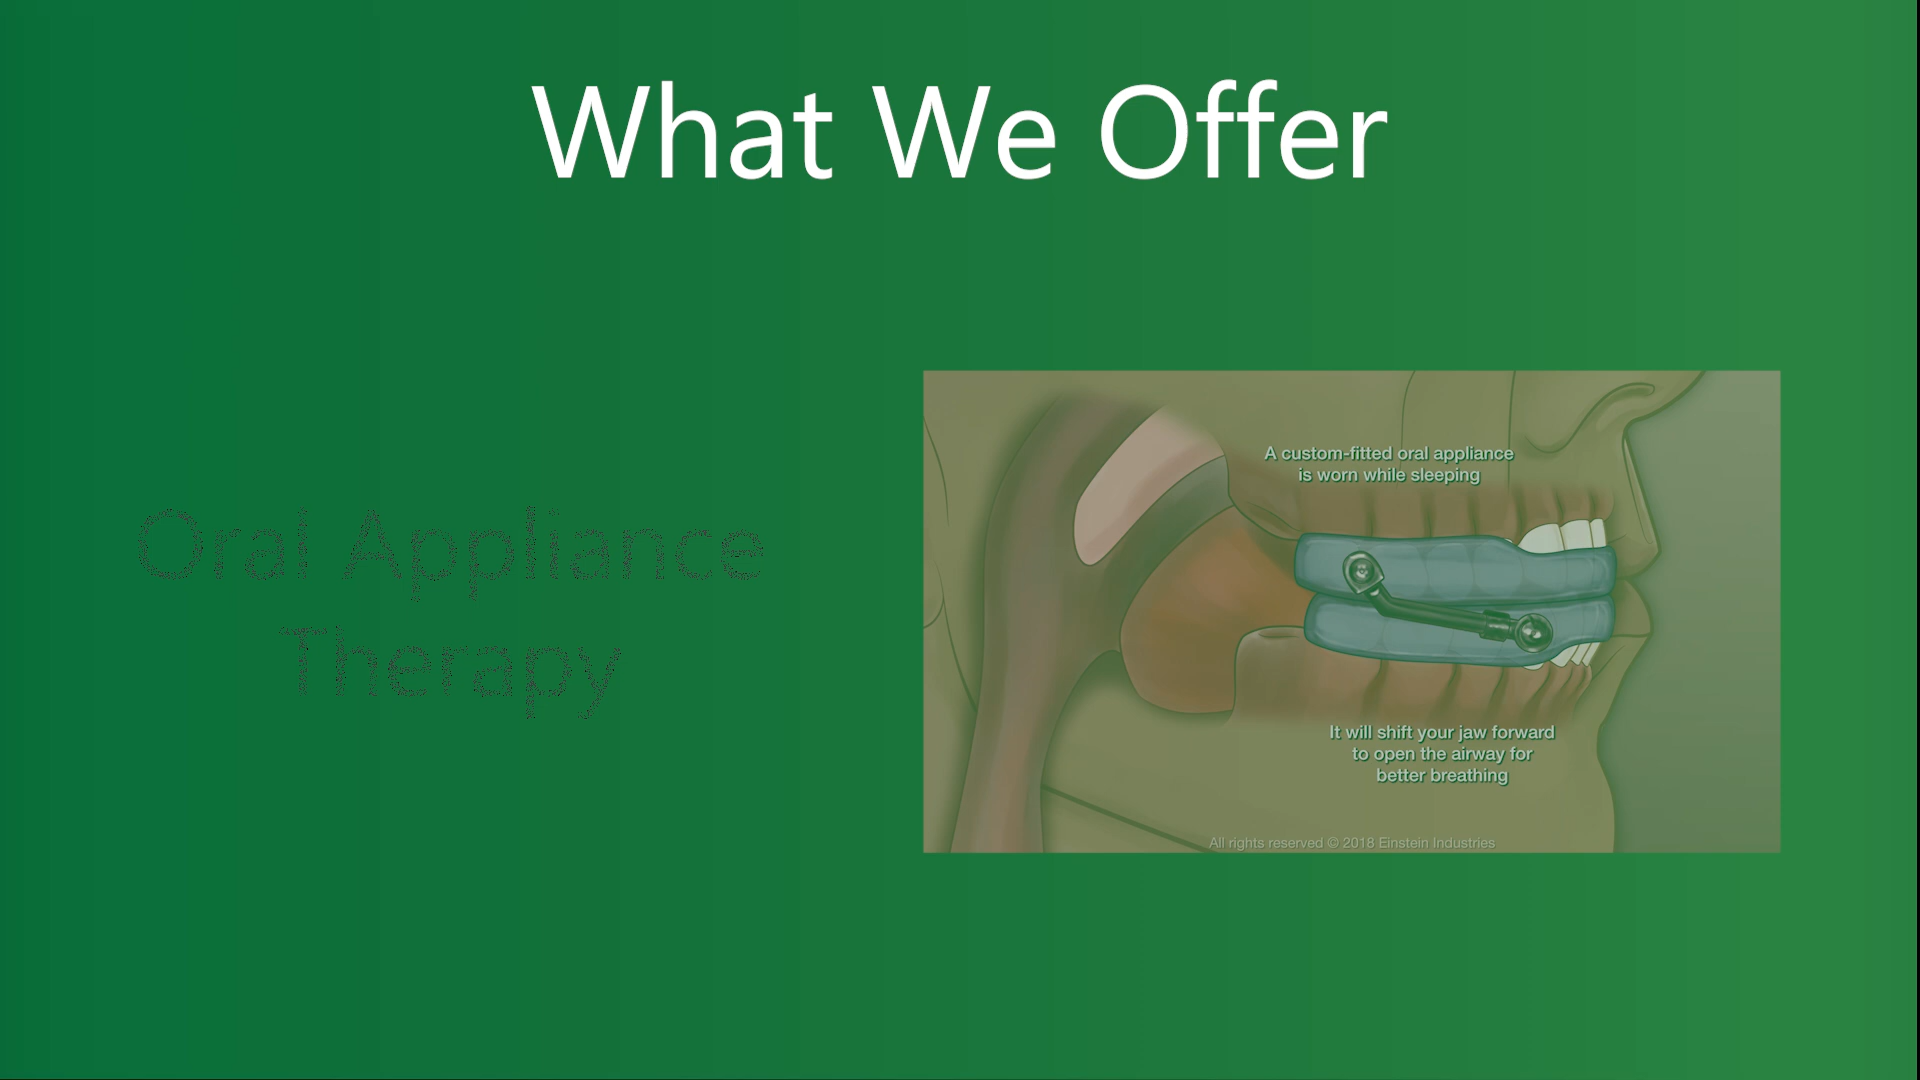 What We Offer
Oral Appliance
Therapy
A custom-fitted oral appliance
is worn while sleeping
It will shift your jaw forward
to open the airway for
better breathing
All rights reserved © 2018 Einstein Industries